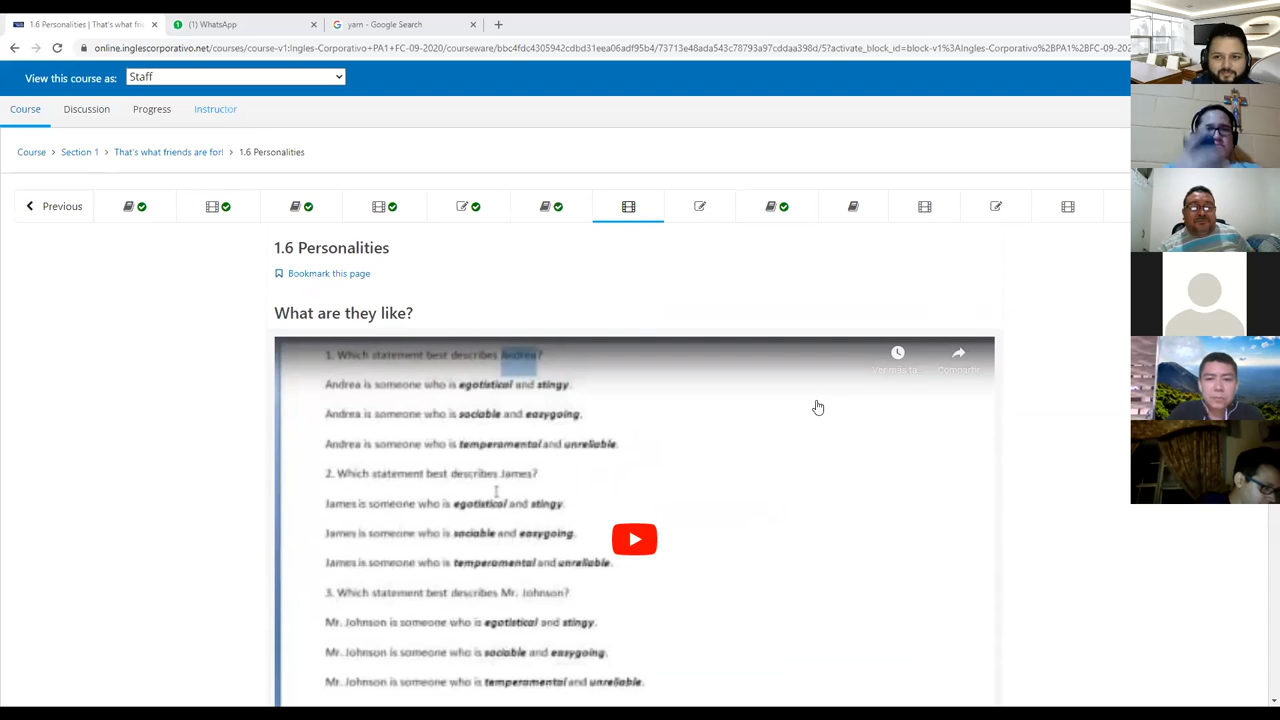 1.6 Personalities | That's what frie
(1) WhatsApp
yarn - Google Search
online.inglescorporativo.net/courses/course-v1:Ingles-Corporativo+PA1+FC-09-2020/courseware/bbc4fdc4305942cdbd31eea06adf95b4/73713e48ada543c78793a97cddaa398d/5?activate_block_id=block-v1%3AIngles-Corporativo%2BPA1%2BFC-09-202
View this course as: Staff
Course Discussion Progress Instructor
Course > Section 1 > That's what friends are for! > 1.6 Personalities
Previous
1.6 Personalities
Bookmark this page
What are they like?
1. Which statement best describes Andrea?
Ver más ta... Compartir
Andrea is someone who is egotistical and stingy.
Andrea is someone who is sociable and easygoing.
Andrea is someone who is temperamental and unreliable.
2. Which statement best describes James?
James is someone who is egotistical and stingy.
James is someone who is sociable and easygoing.
James is someone who is temperamental and unreliable.
3. Which statement best describes Mr. Johnson?
Mr. Johnson is someone who is egotistical and stingy.
Mr. Johnson is someone who is sociable and easygoing.
Mr. Johnson is someone who is temperamental and unreliable.